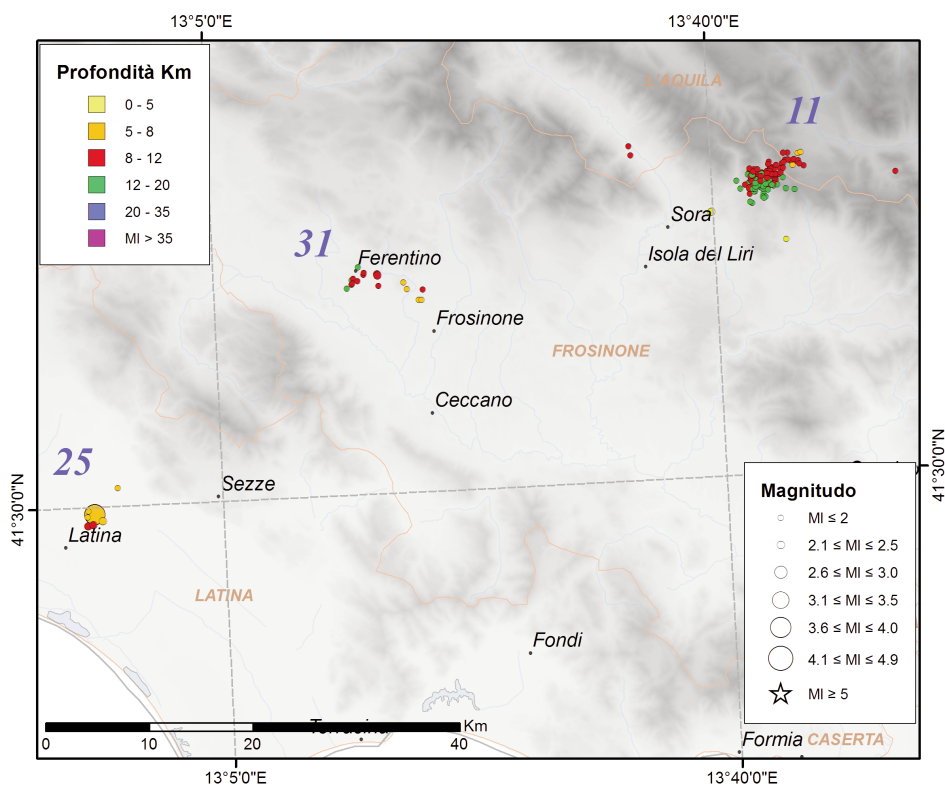 13°5'0"E
13°40'0"E
Profondità Km
0 - 5
5 - 8
8 - 12
12 - 20
20 - 35
Ml > 35
L'AQUILA
11
Sora
Isola del Liri
31
Ferentino
Frosinone
FROSINONE
Ceccano
25
Sezze
41°30'0"N
41°30'0"N
Latina
LATINA
Magnitudo
Ml ≤ 2
2.1 ≤ Ml ≤ 2.5
2.6 ≤ Ml ≤ 3.0
3.1 ≤ Ml ≤ 3.5
3.6 ≤ Ml ≤ 4.0
4.1 ≤ Ml ≤ 4.9
Ml ≥ 5
Fondi
Terracina
Km
0
10
20
40
Formia
CASERTA
13°5'0"E
13°40'0"E